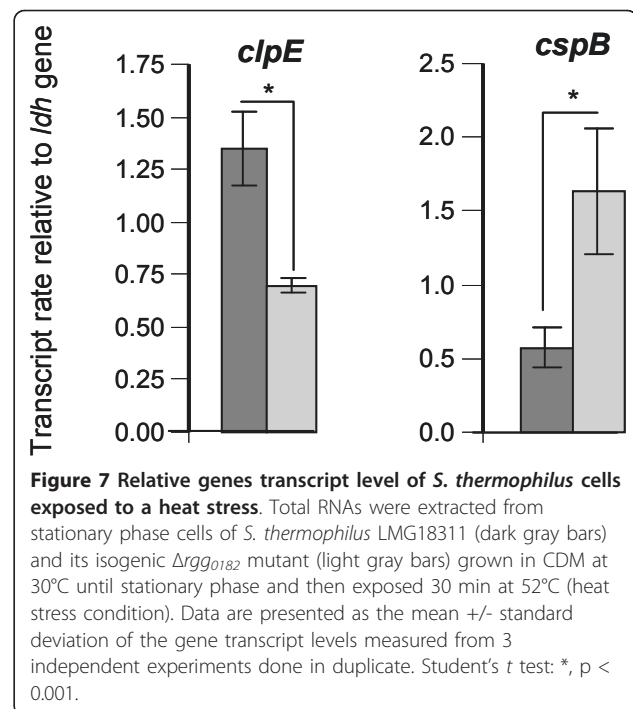 clpE
cspB
Transcript rate relative to ldh gene
1.75
1.50
1.25
1.00
0.75
0.50
0.25
0.00
*
2.5
2.0
1.5
1.0
0.5
0.0
*
Figure 7 Relative genes transcript level of S. thermophilus cells
exposed to a heat stress. Total RNAs were extracted from
stationary phase cells of S. thermophilus LMG18311 (dark gray bars)
and its isogenic Δrgg0182 mutant (light gray bars) grown in CDM at
30°C until stationary phase and then exposed 30 min at 52°C (heat
stress condition). Data are presented as the mean +/- standard
deviation of the gene transcript levels measured from 3
independent experiments done in duplicate. Student's t test: *, p <
0.001.